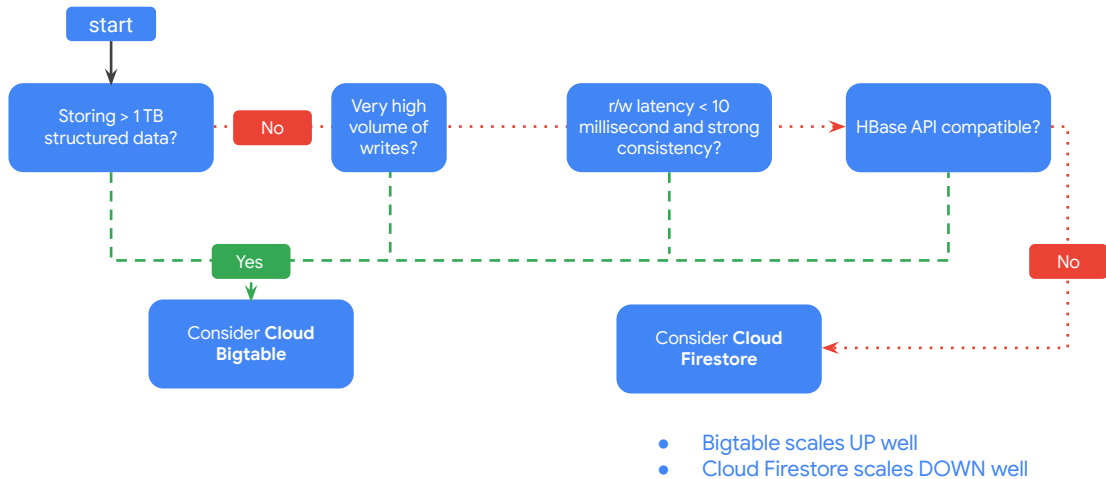 start
Storing > 1 TB
structured data?
No
Very high
volume of
writes?
r/w latency < 10
millisecond and strong
consistency?
HBase API compatible?
Yes
No
Consider Cloud
Bigtable
Consider Cloud
Firestore
● Bigtable scales UP well
● Cloud Firestore scales DOWN well